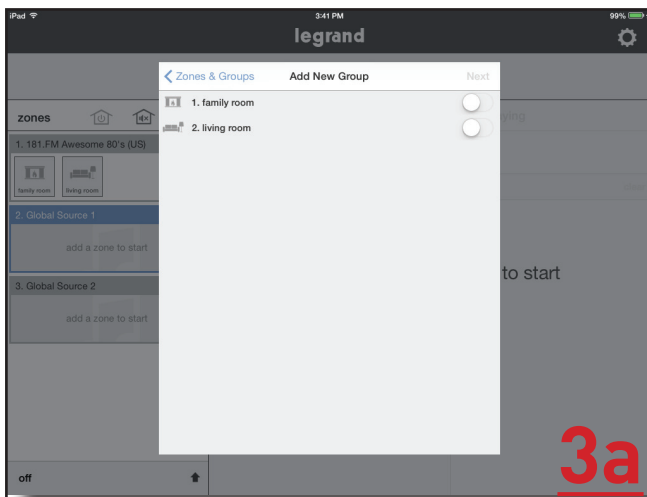 iPad 3:41 PM 99%
legrand
Zones & Groups Add New Group Next
1. family room
2. living room
zones
ying
1. 181.FM Awesome 80's (US)
family room living room
2. Global Source 1
add a zone to start
to start
3. Global Source 2
add a zone to start
off
3a